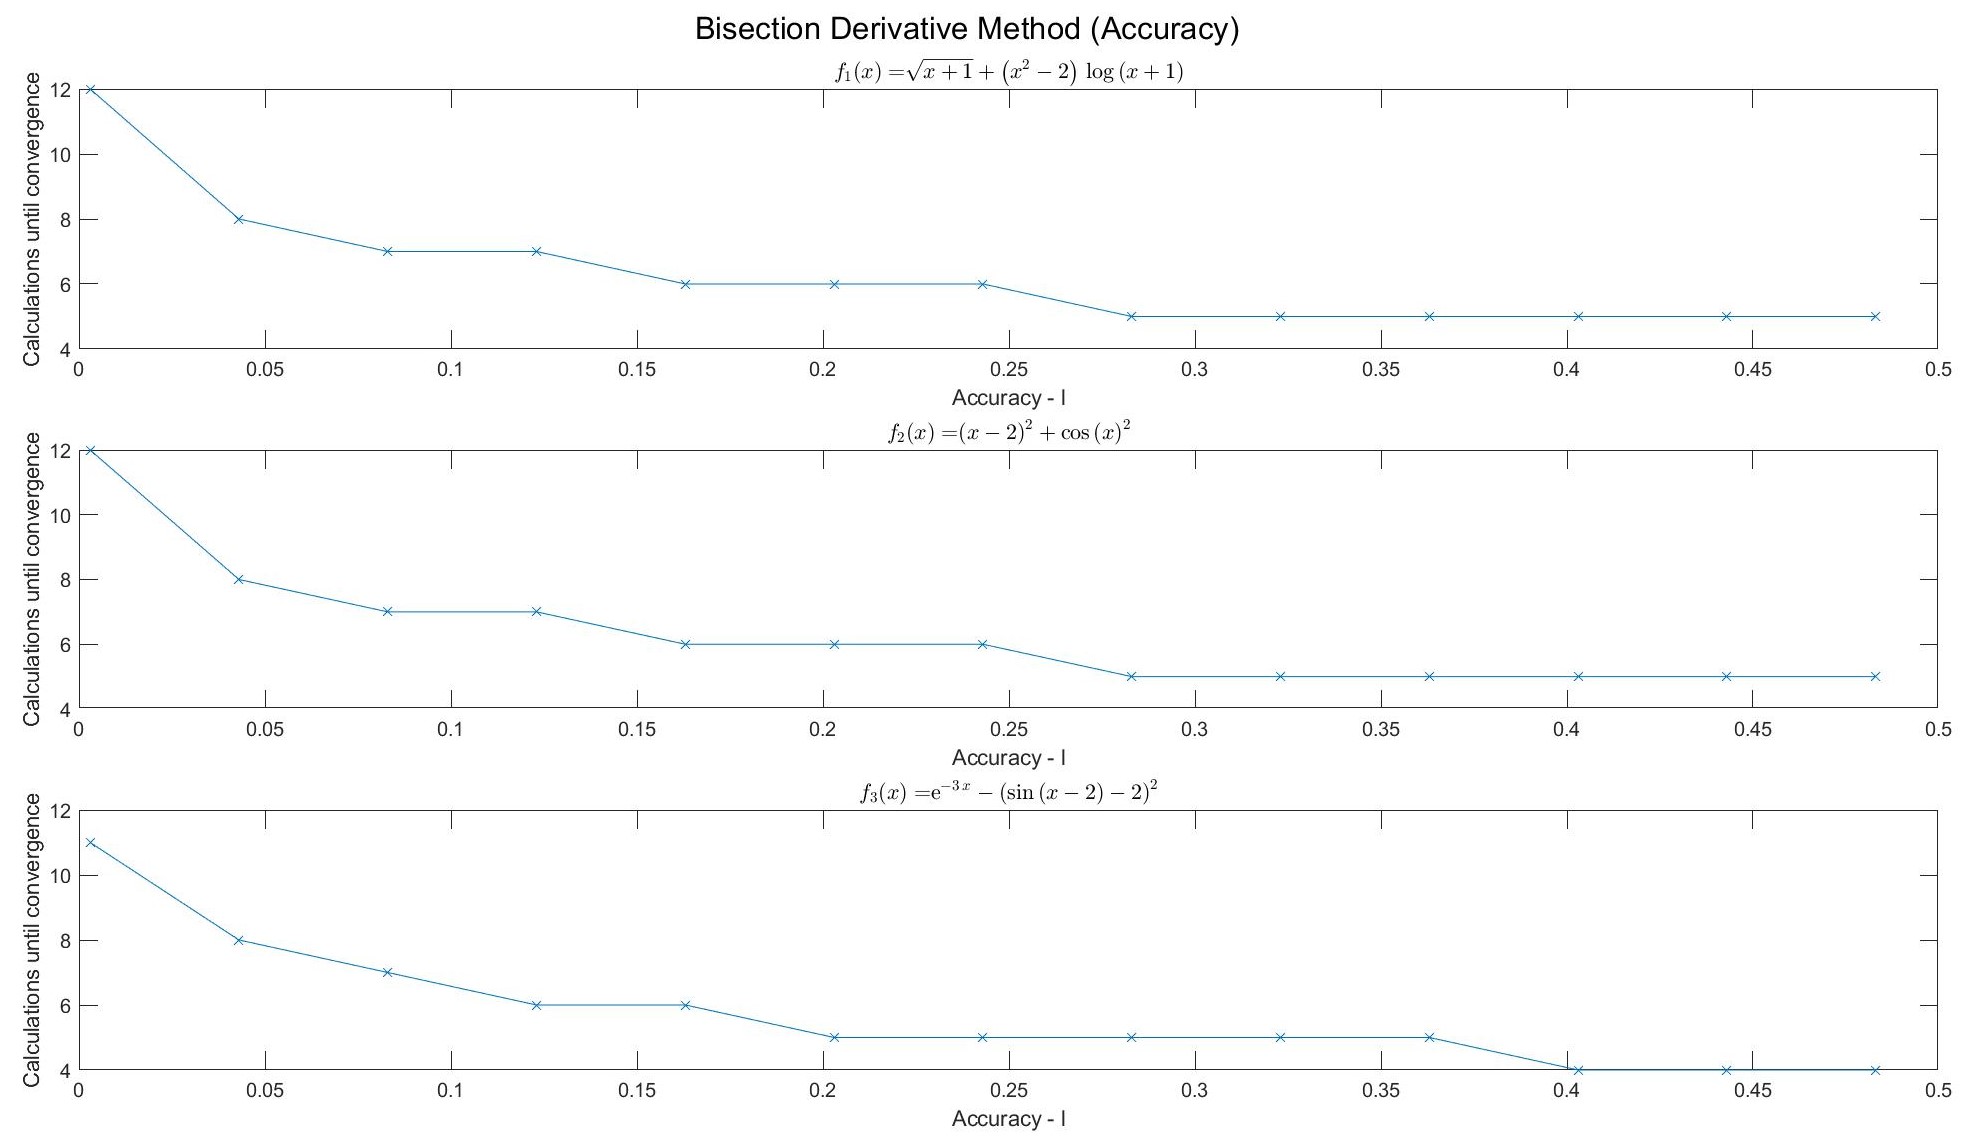 Bisection Derivative Method (Accuracy)
f₁(x) =√(x + 1) + (x² − 2) log (x + 1)
Calculations until convergence
12
10
8
6
4
0 0.05 0.1 0.15 0.2 0.25 0.3 0.35 0.4 0.45 0.5
Accuracy - l
f₂(x) =(x − 2)² + cos (x)²
Calculations until convergence
12
10
8
6
4
0 0.05 0.1 0.15 0.2 0.25 0.3 0.35 0.4 0.45 0.5
Accuracy - l
f₃(x) =e⁻³ ˣ − (sin (x − 2) − 2)²
Calculations until convergence
12
10
8
6
4
0 0.05 0.1 0.15 0.2 0.25 0.3 0.35 0.4 0.45 0.5
Accuracy - l